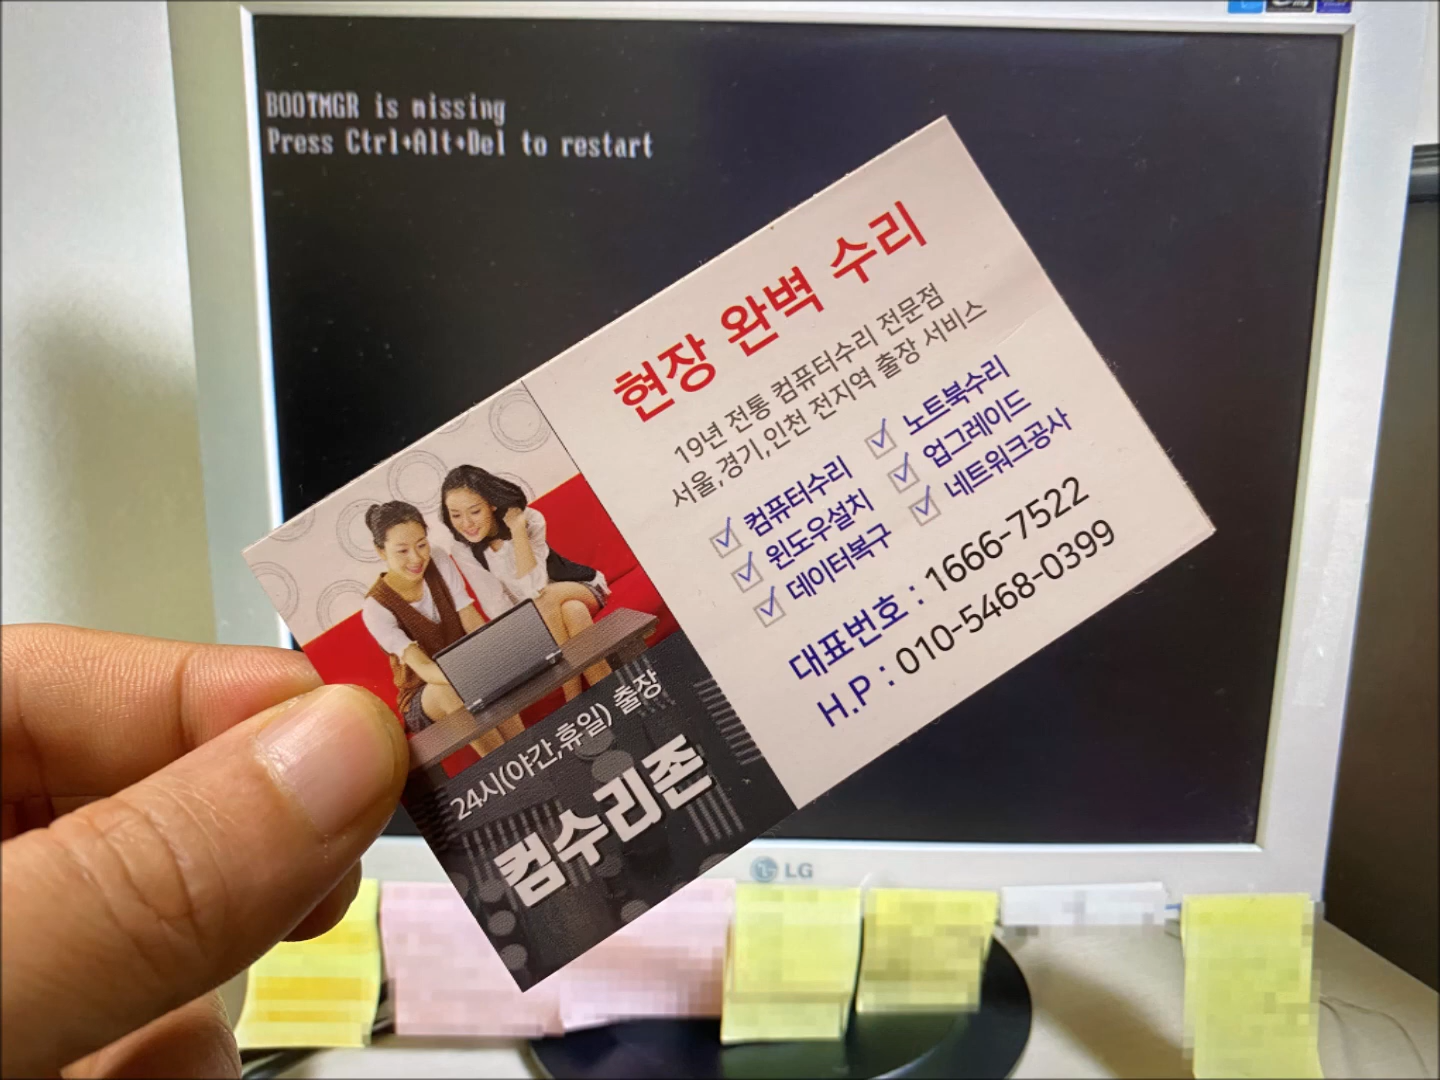 BOOTMGR is missing
Press Ctrl+Alt+Del to restart
현장 완벽 수리
19년 전통 컴퓨터수리 전문점
서울,경기,인천 전지역 출장 서비스
컴퓨터수리
노트북수리
윈도우설치
업그레이드
데이터복구
네트워크공사
대표번호 : 1666-7522
H.P : 010-5468-0399
24시(야간,휴일) 출장
컴수리존
LG